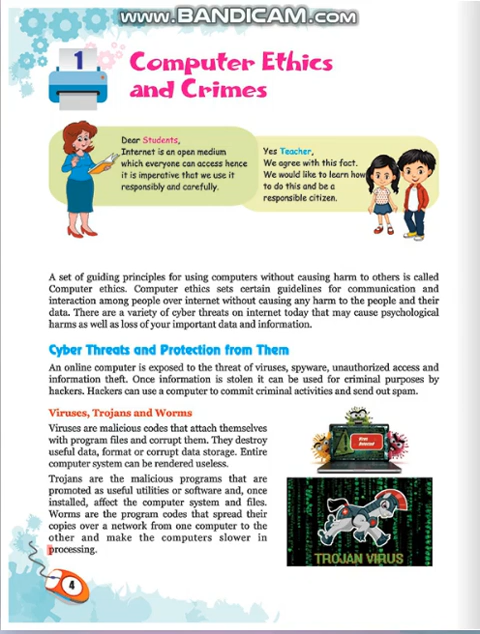 www.BANDICAM.com
1
Computer Ethics
and Crimes
Dear Students,
Internet is an open medium
which everyone can access hence
it is imperative that we use it
responsibly and carefully.
Yes Teacher,
We agree with this fact.
We would like to learn how
to do this and be a
responsible citizen.
A set of guiding principles for using computers without causing harm to others is called
Computer ethics. Computer ethics sets certain guidelines for communication and
interaction among people over internet without causing any harm to the people and their
data. There are a variety of cyber threats on internet today that may cause psychological
harms as well as loss of your important data and information.
Cyber Threats and Protection from Them
An online computer is exposed to the threat of viruses, spyware, unauthorized access and
information theft. Once information is stolen it can be used for criminal purposes by
hackers. Hackers can use a computer to commit criminal activities and send out spam.
Viruses, Trojans and Worms
Viruses are malicious codes that attach themselves
with program files and corrupt them. They destroy
useful data, format or corrupt data storage. Entire
computer system can be rendered useless.
Trojans are the malicious programs that are
promoted as useful utilities or software and, once
installed, affect the computer system and files.
Worms are the program codes that spread their
copies over a network from one computer to the
other and make the computers slower in
processing.
Virus
Detected
TROJAN VIRUS
4